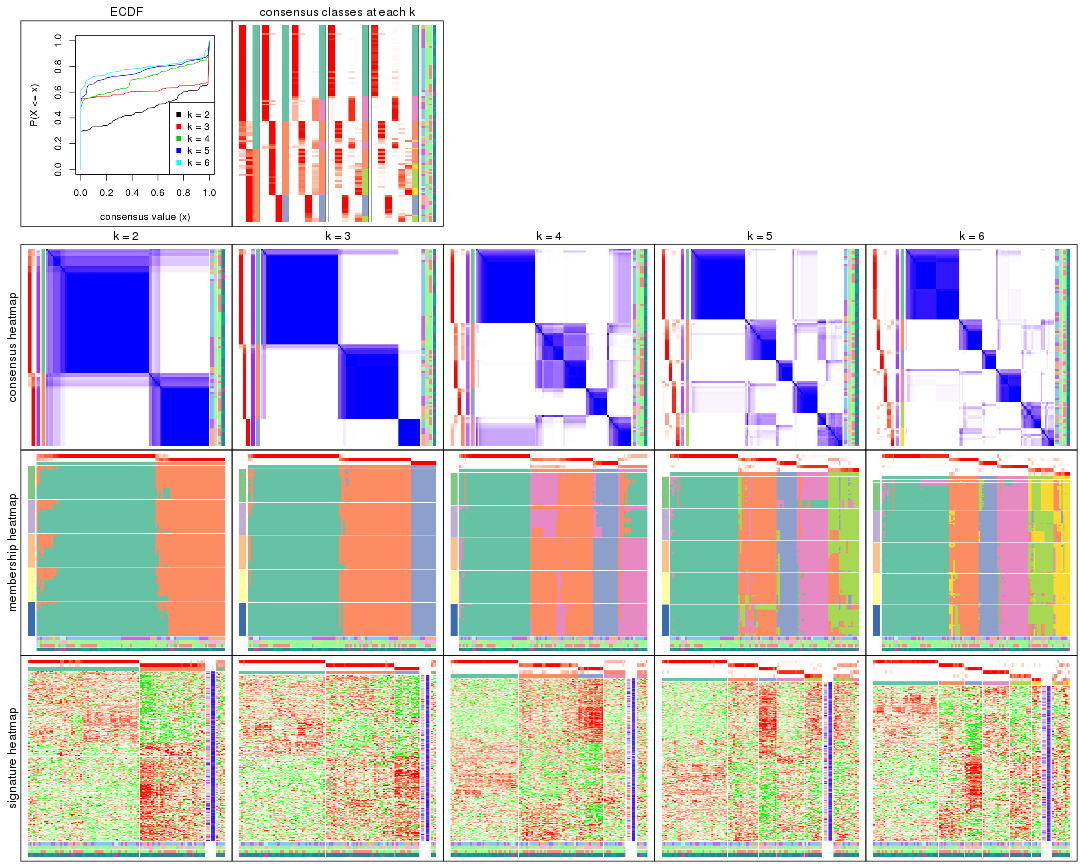 ECDF
consensus classes at each k
P(X <= x)
0.0 0.2 0.4 0.6 0.8 1.0
k = 2
k = 3
k = 4
k = 5
k = 6
0.0 0.2 0.4 0.6 0.8 1.0
consensus value (x)
k = 2 k = 3 k = 4 k = 5 k = 6
consensus heatmap
membership heatmap
signature heatmap